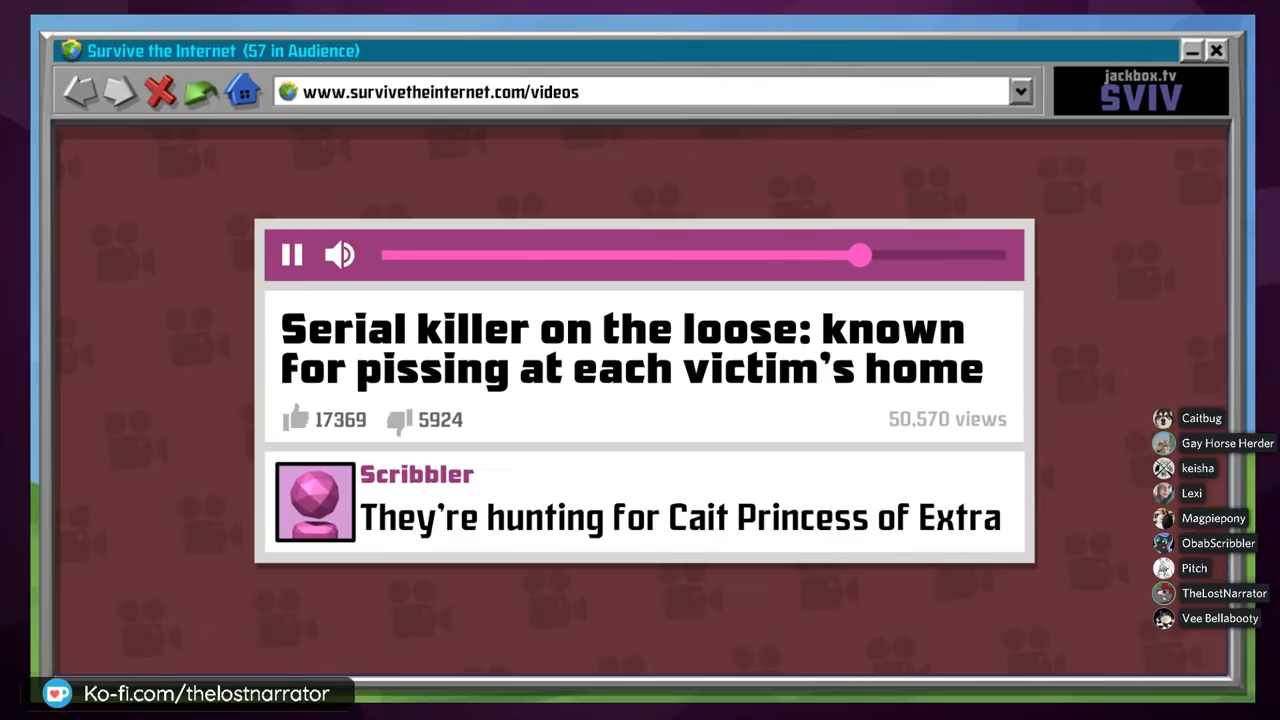 Survive the Internet (57 in Audience)
www.survivetheinternet.com/videos
jackbox.tv
SVIV
Serial killer on the loose: known
for pissing at each victim's home
17369
5924
50,570 views
Scribbler
They're hunting for Cait Princess of Extra
Caitbug
Gay Horse Herder
keisha
Lexi
Magpiepony
ObabScribbler
Pitch
TheLostNarrator
Vee Bellabooty
Ko-fi.com/thelostnarrator